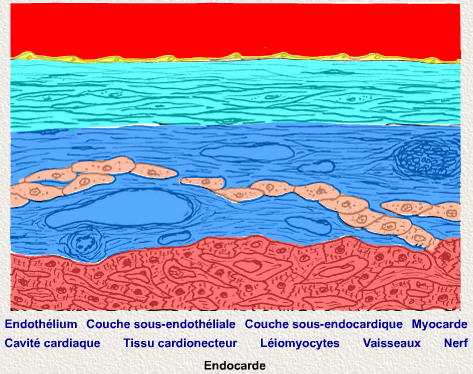 Endothélium Couche sous-endothéliale Couche sous-endocardique Myocarde
Cavité cardiaque Tissu cardionecteur Léiomyocytes Vaisseaux Nerf
Endocarde